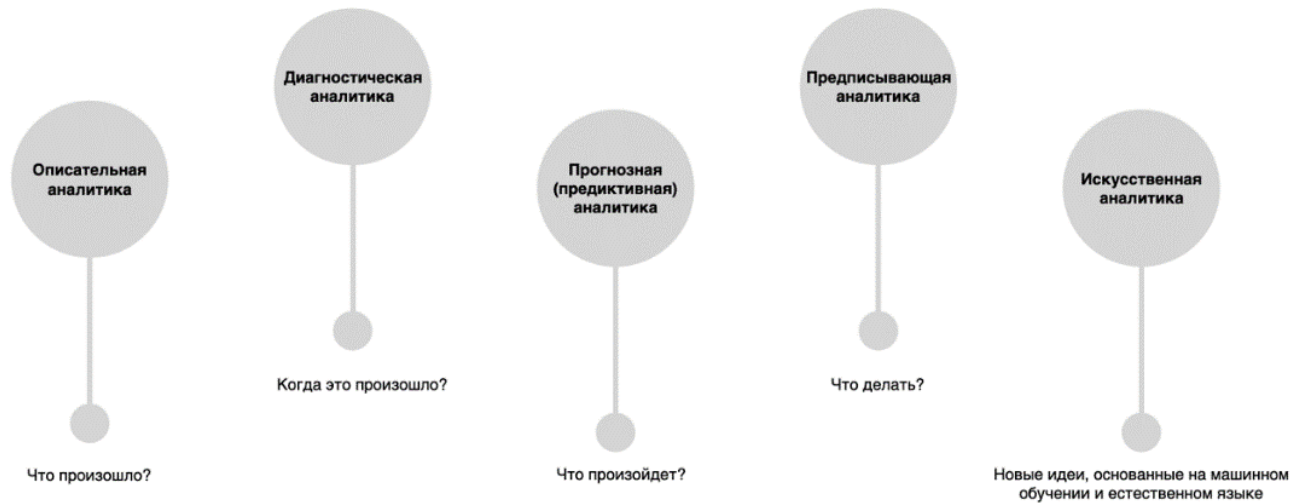 Описательная
аналитика
Что произошло?
Диагностическая
аналитика
Когда это произошло?
Прогнозная
(предиктивная)
аналитика
Что произойдет?
Предписывающая
аналитика
Что делать?
Искусственная
аналитика
Новые идеи, основанные на машинном
обучении и естественном языке